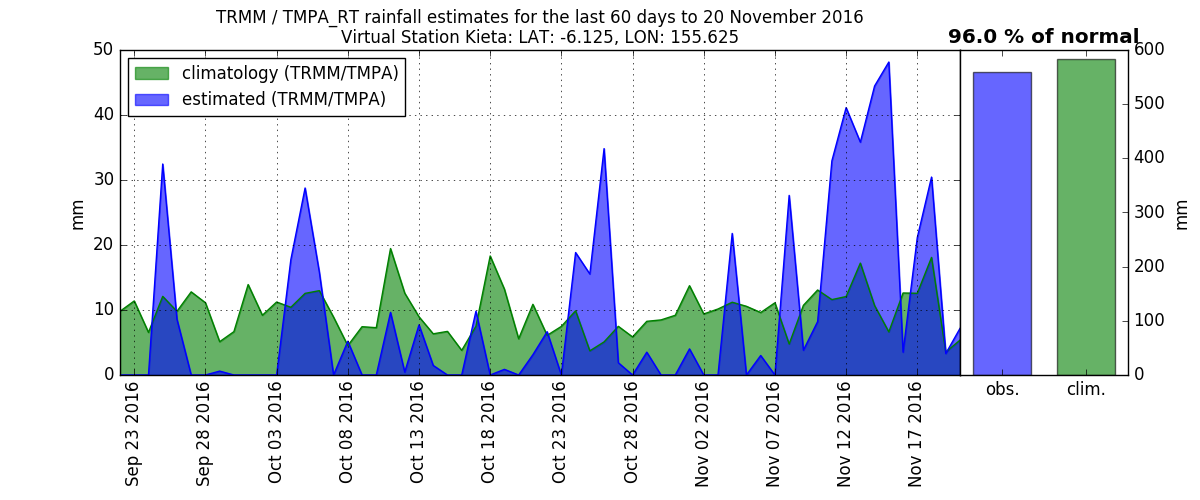 TRMM / TMPA_RT rainfall estimates for the last 60 days to 20 November 2016
Virtual Station Kieta: LAT: -6.125, LON: 155.625
96.0 % of normal
climatology (TRMM/TMPA)
estimated (TRMM/TMPA)
50
40
30
20
10
0
mm
600
500
400
300
200
100
0
mm
Sep 23 2016
Sep 28 2016
Oct 03 2016
Oct 08 2016
Oct 13 2016
Oct 18 2016
Oct 23 2016
Oct 28 2016
Nov 02 2016
Nov 07 2016
Nov 12 2016
Nov 17 2016
obs.
clim.